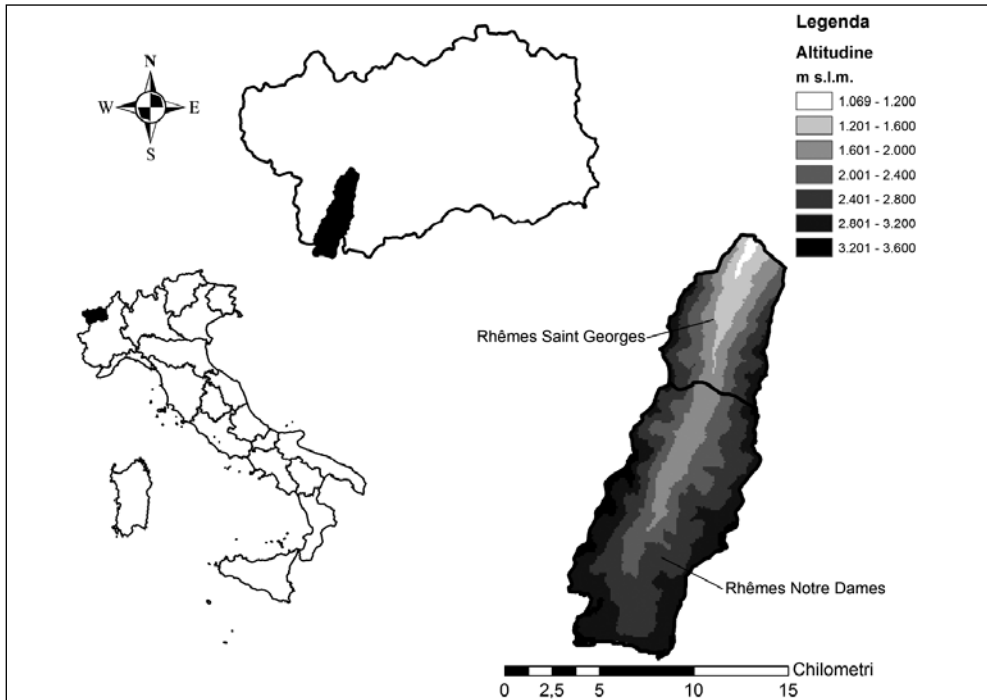 N
W E
S
Legenda
Altitudine
m s.l.m.
1.069 - 1.200
1.201 - 1.600
1.601 - 2.000
2.001 - 2.400
2.401 - 2.800
2.801 - 3.200
3.201 - 3.600
Rhêmes Saint Georges
Rhêmes Notre Dames
Chilometri
0 2,5 5 10 15